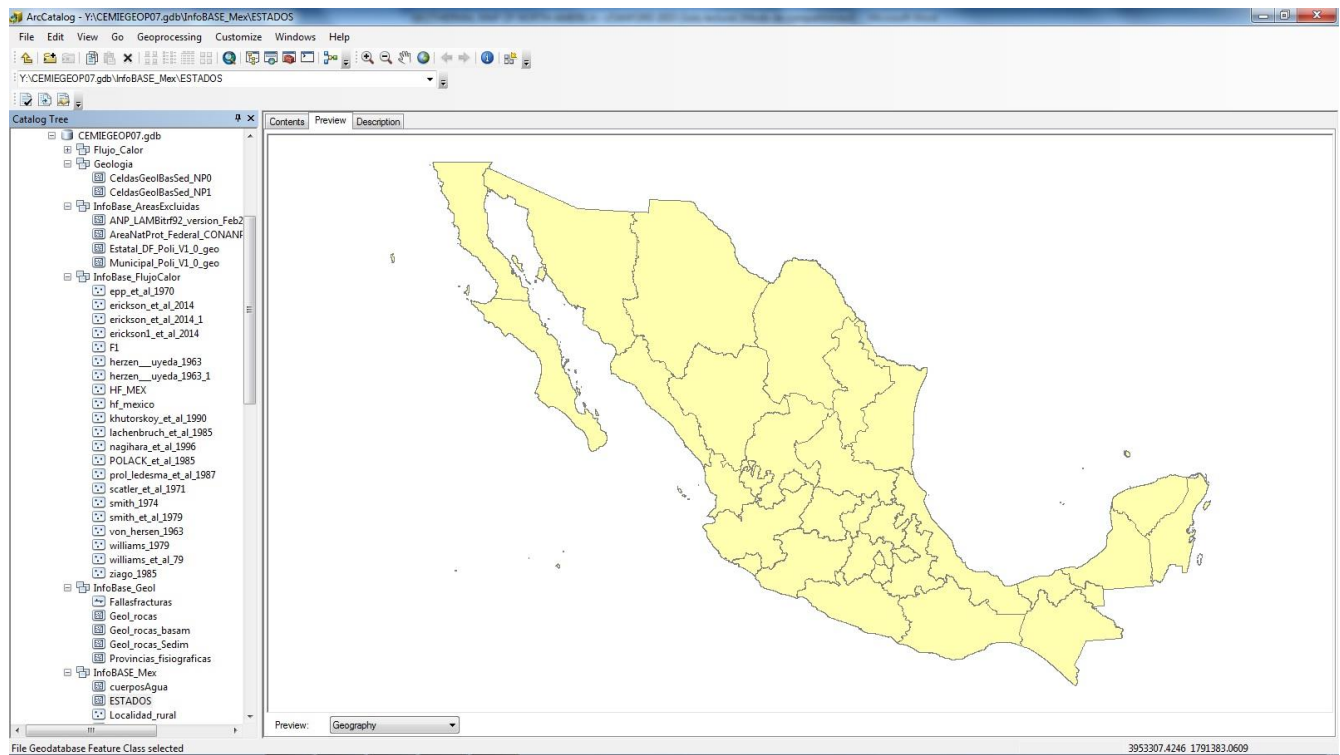 ArcCatalog - Y:\CEMIEGEOP07.gdb\InfoBASE_Mex\ESTADOS
File Edit View Go Geoprocessing Customize Windows Help
Y:\CEMIEGEOP07.gdb\InfoBASE_Mex\ESTADOS
Catalog Tree
Contents Preview Description
CEMIEGEOP07.gdb
Flujo_Calor
Geologia
CeldasGeolBasSed_NP0
CeldasGeolBasSed_NP1
InfoBase_AreasExcluidas
ANP_LAMBitrf92_version_Feb2
AreaNatProt_Federal_CONANP
Estatal_DF_Poli_V1_0_geo
Municipal_Poli_V1_0_geo
InfoBase_FlujoCalor
epp_et_al_1970
erickson_et_al_2014
erickson_et_al_2014_1
erickson1_et_al_2014
F1
herzen__uyeda_1963
herzen__uyeda_1963_1
HF_MEX
hf_mexico
khutorskoy_et_al_1990
lachenbruch_et_al_1985
nagihara_et_al_1996
POLACK_et_al_1985
prol_ledesma_et_al_1987
scatler_et_al_1971
smith_1974
smith_et_al_1979
von_hersen_1963
williams_1979
williams_et_al_79
ziago_1985
InfoBase_Geol
Fallasfracturas
Geol_rocas
Geol_rocas_basam
Geol_rocas_Sedim
Provincias_fisiograficas
InfoBASE_Mex
cuerposAgua
ESTADOS
Localidad_rural
Preview: Geography
File Geodatabase Feature Class selected
3953307.4246 1791383.0609